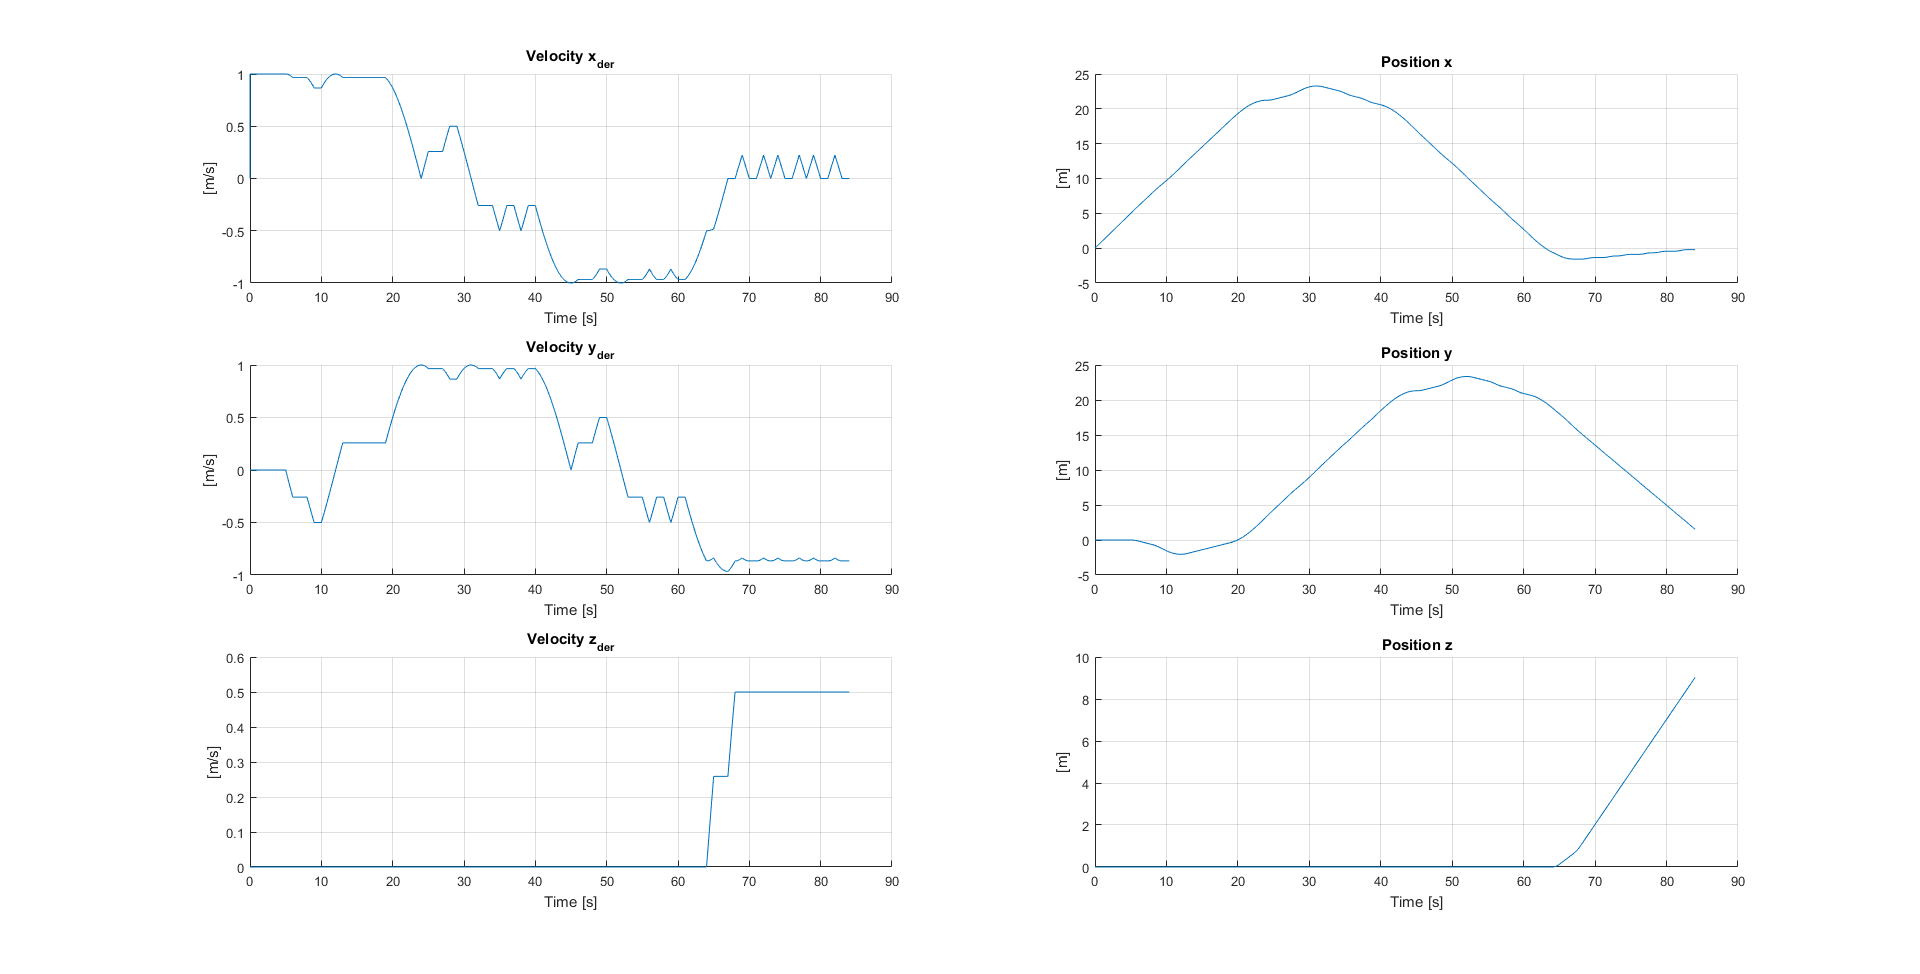 Velocity x_der
1
0.5
0
-0.5
-1
[m/s]
0 10 20 30 40 50 60 70 80 90
Time [s]
Position x
25
20
15
10
5
0
-5
[m]
0 10 20 30 40 50 60 70 80 90
Time [s]
Velocity y_der
1
0.5
0
-0.5
-1
[m/s]
0 10 20 30 40 50 60 70 80 90
Time [s]
Position y
25
20
15
10
5
0
-5
[m]
0 10 20 30 40 50 60 70 80 90
Time [s]
Velocity z_der
0.6
0.5
0.4
0.3
0.2
0.1
0
[m/s]
0 10 20 30 40 50 60 70 80 90
Time [s]
Position z
10
8
6
4
2
0
[m]
0 10 20 30 40 50 60 70 80 90
Time [s]